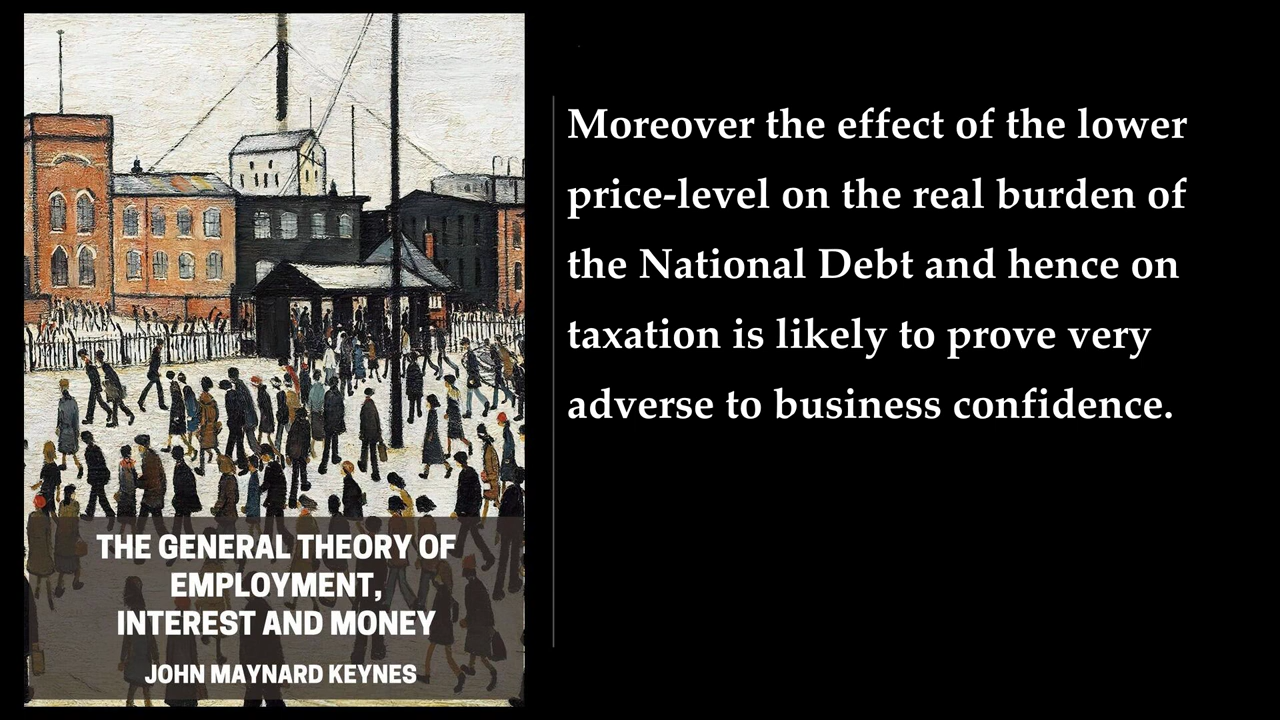 THE GENERAL THEORY OF
EMPLOYMENT,
INTEREST AND MONEY
JOHN MAYNARD KEYNES
Moreover the effect of the lower
price-level on the real burden of
the National Debt and hence on
taxation is likely to prove very
adverse to business confidence.